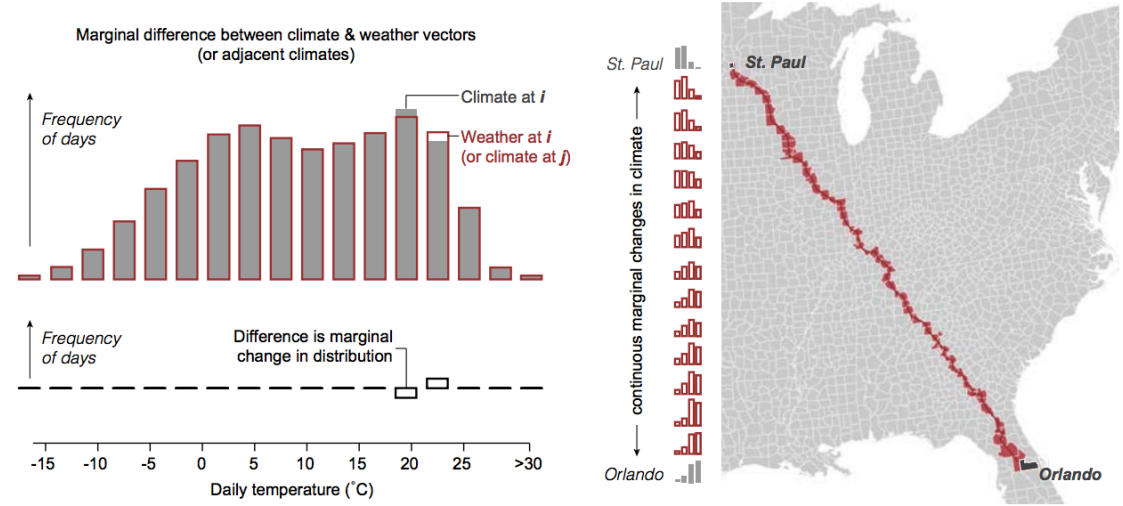 Marginal difference between climate & weather vectors
(or adjacent climates)
Frequency
of days
Climate at i
Weather at i
(or climate at j)
Frequency
of days
Difference is marginal
change in distribution
-15 -10 -5 0 5 10 15 20 25 >30
Daily temperature (˚C)
St. Paul
continuous marginal changes in climate
Orlando
St. Paul
Orlando